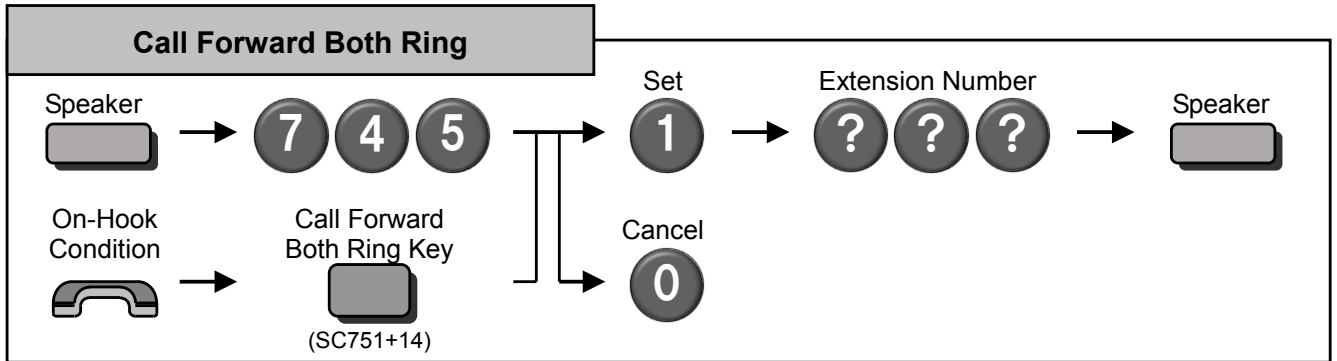 Call Forward Both Ring
Speaker
7 4 5
Set
1
Extension Number
? ? ?
Speaker
On-Hook
Condition
Call Forward
Both Ring Key
(SC751+14)
Cancel
0